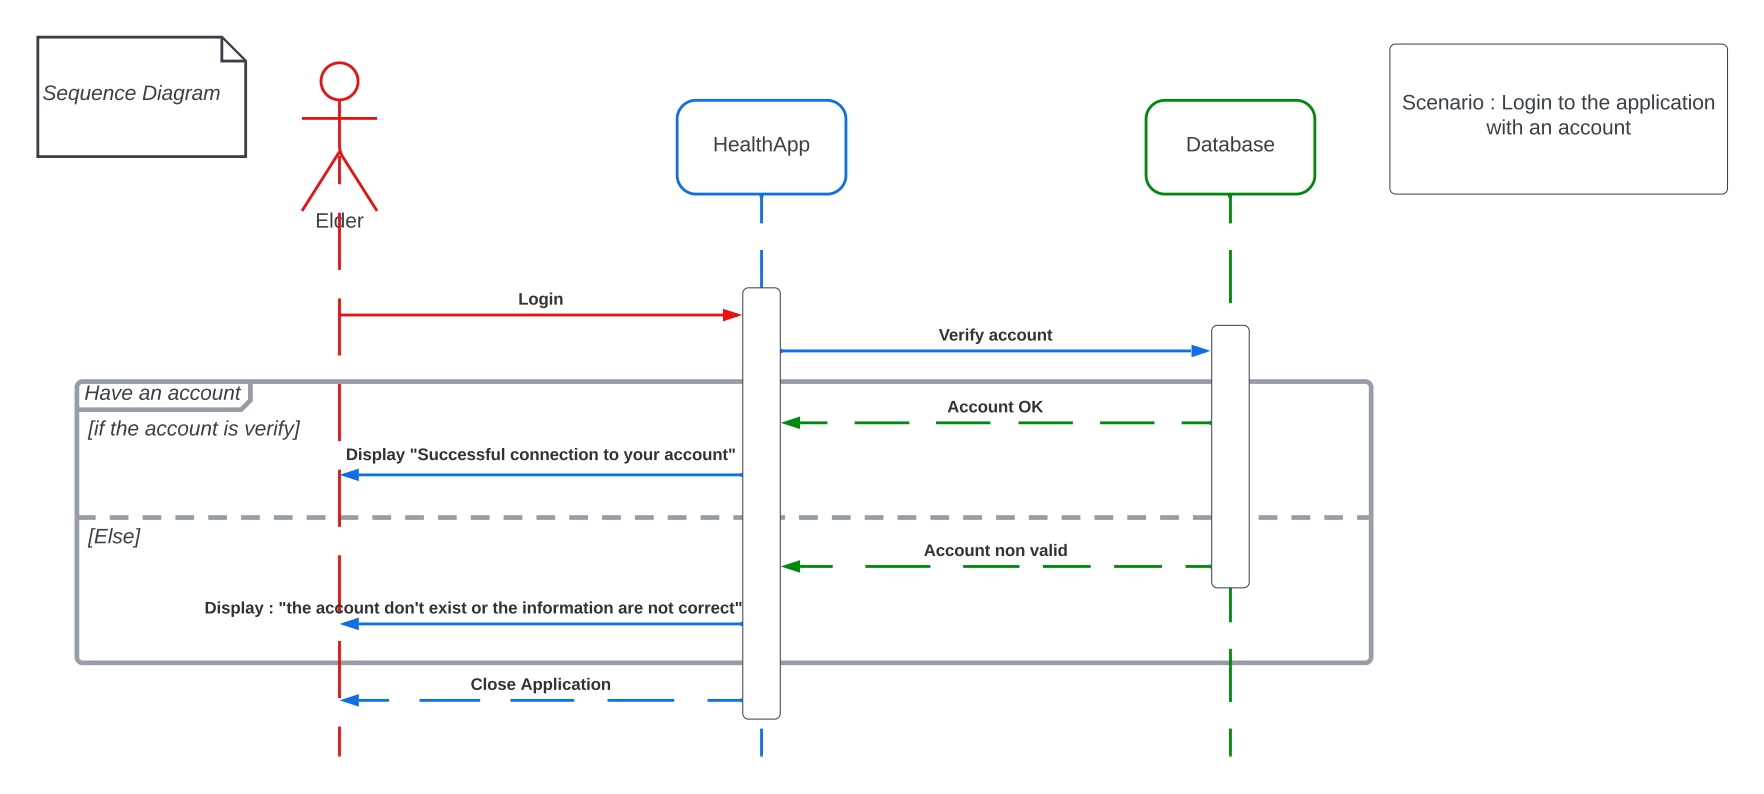 Sequence Diagram
Elder
HealthApp
Database
Scenario : Login to the application
with an account
Login
Verify account
Have an account
[if the account is verify]
Account OK
Display "Successful connection to your account"
[Else]
Account non valid
Display : "the account don't exist or the information are not correct"
Close Application